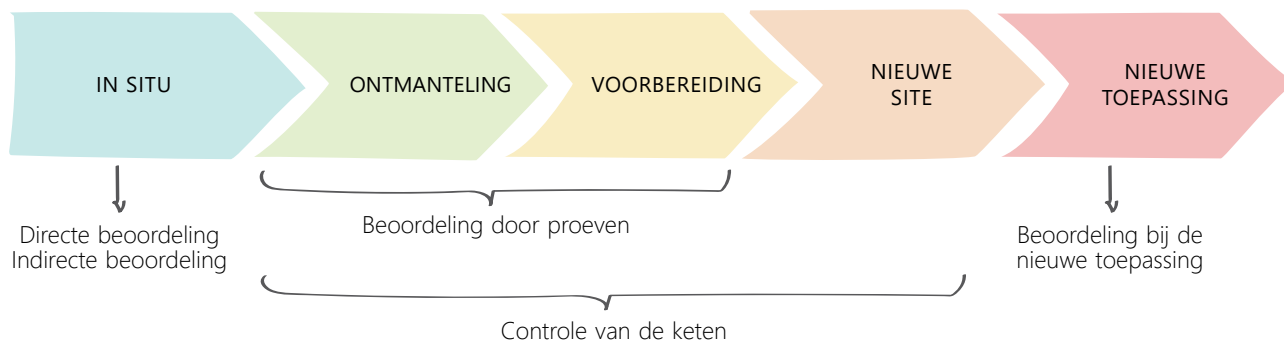 IN SITU
ONTMANTELING
VOORBEREIDING
NIEUWE
SITE
NIEUWE
TOEPASSING
Directe beoordeling
Indirecte beoordeling
Beoordeling door proeven
Beoordeling bij de
nieuwe toepassing
Controle van de keten